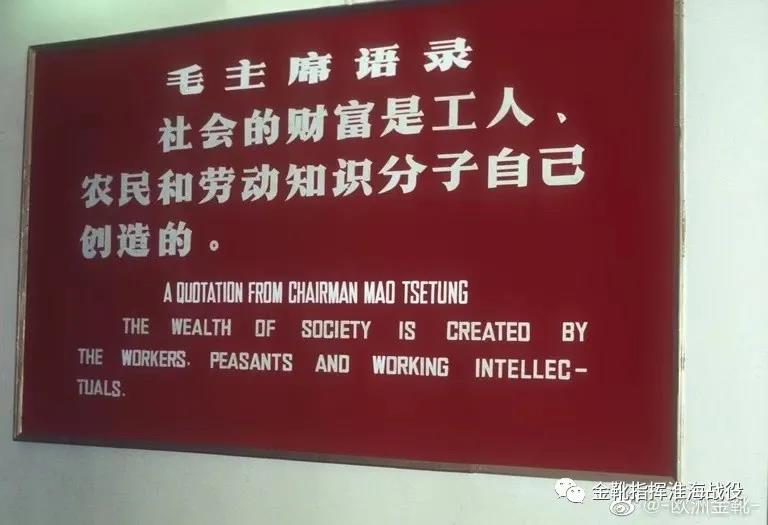 毛主席语录
社会的财富是工人、
农民和劳动知识分子自己
创造的。
A QUOTATION FROM CHAIRMAN MAO TSETUNG
THE WEALTH OF SOCIETY IS CREATED BY
THE WORKERS, PEASANTS AND WORKING INTELLEC-
TUALS.
金靴指挥淮海战役
@-欧洲金靴-